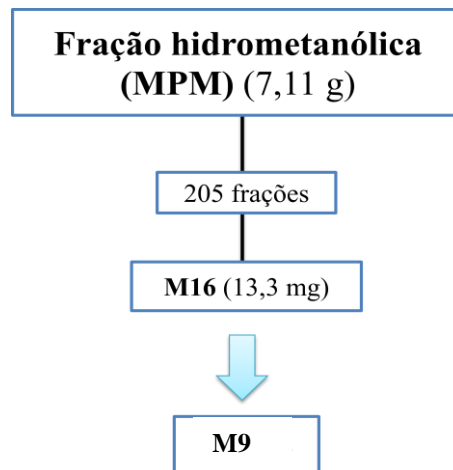 Fração hidrometanólica
(MPM) (7,11 g)
205 frações
M16 (13,3 mg)
M9